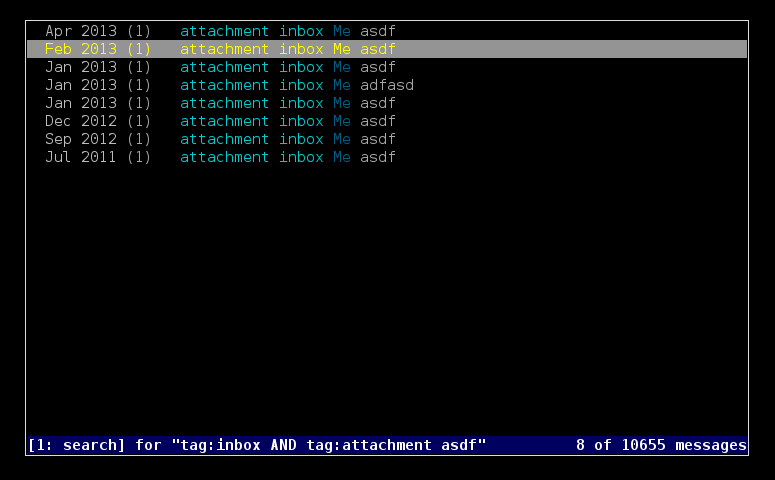 Apr 2013 (1)   attachment inbox Me asdf
Feb 2013 (1)   attachment inbox Me asdf
Jan 2013 (1)   attachment inbox Me asdf
Jan 2013 (1)   attachment inbox Me adfasd
Jan 2013 (1)   attachment inbox Me asdf
Dec 2012 (1)   attachment inbox Me asdf
Sep 2012 (1)   attachment inbox Me asdf
Jul 2011 (1)   attachment inbox Me asdf
[1: search] for "tag:inbox AND tag:attachment asdf"          8 of 10655 messages